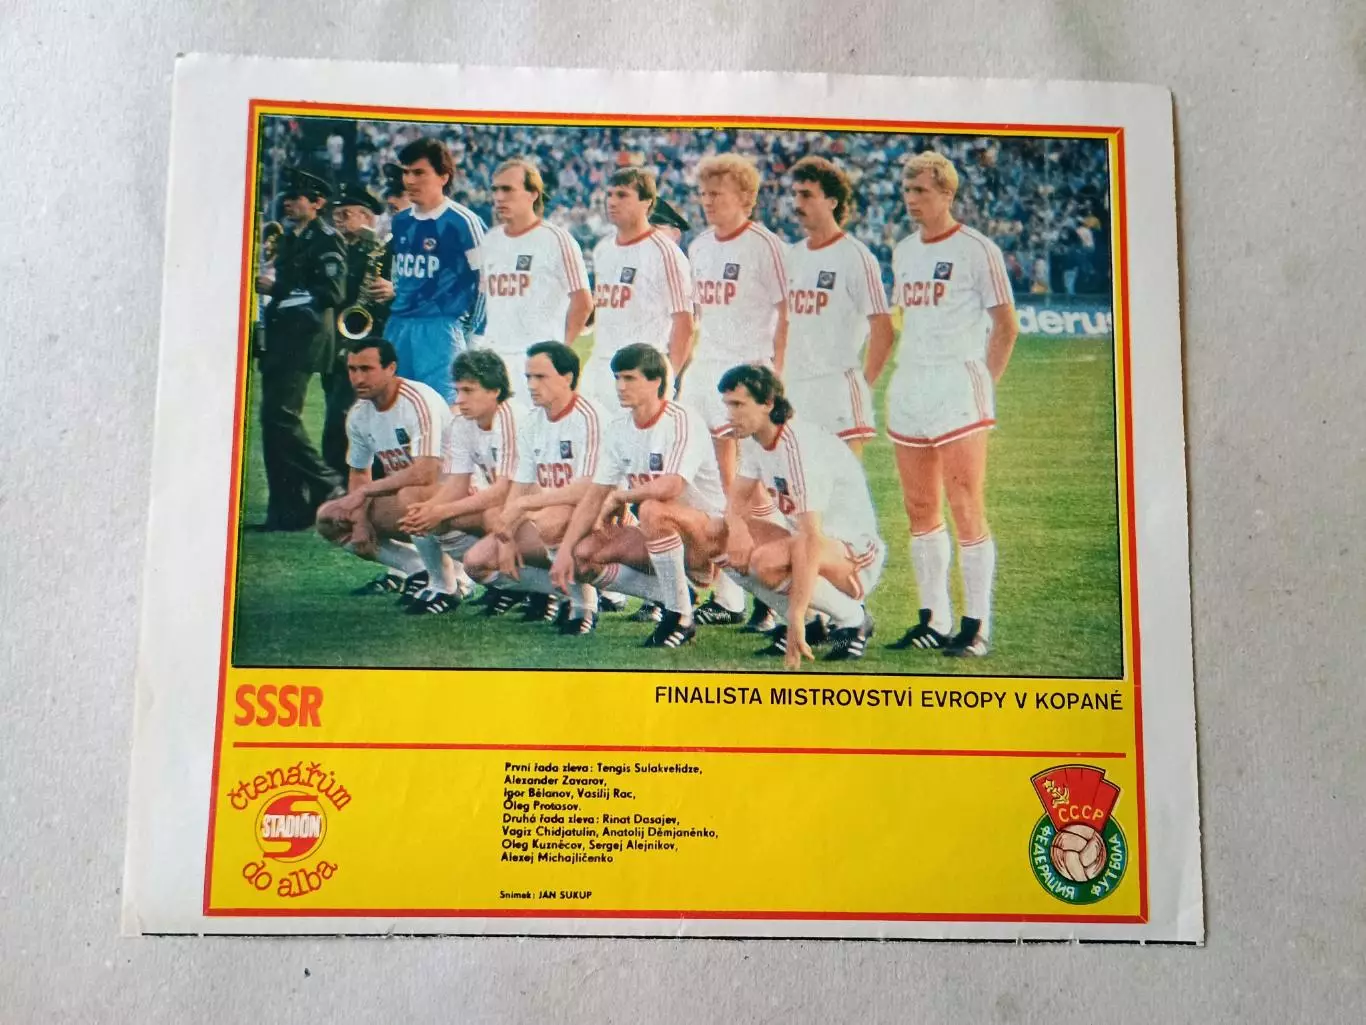 CCCP
CCCP
CCCP
CCCP
CCCP
CCCP
derus
CCCP
CCCP
SSSR
FINALISTA MISTROVSTVÍ EVROPY V KOPANÉ
čtenářům
STADIÓN
do alba
První řada zleva: Tengis Sulakvelidze,
Alexander Zavarov,
Igor Bělanov, Vasilij Rac,
Oleg Protasov.
Druhá řada zleva: Rinat Dasajev,
Vagiz Chidjatulin, Anatolij Děmjaněnko,
Oleg Kuzněcov, Sergej Alejnikov,
Alexej Michajličenko
Snímek: JAN SUKUP
СССР
ФЕДЕРАЦИЯ ФУТБОЛА